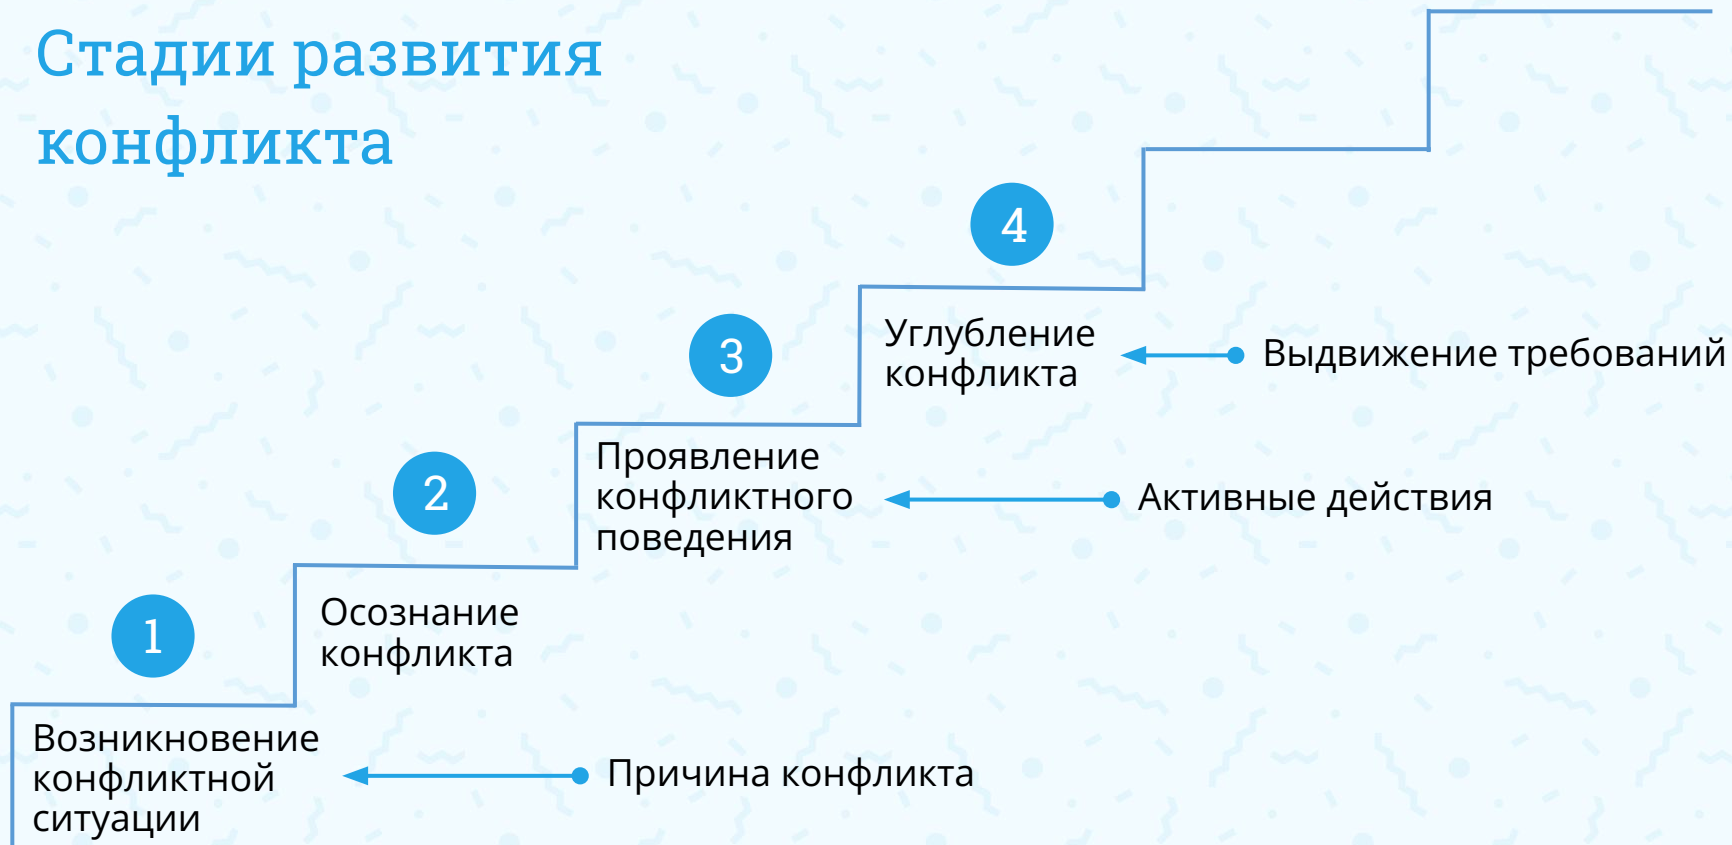 Стадии развития
конфликта
4
Углубление
конфликта
Выдвижение требований
3
Проявление
конфликтного
поведения
Активные действия
2
Осознание
конфликта
1
Возникновение
конфликтной
ситуации
Причина конфликта